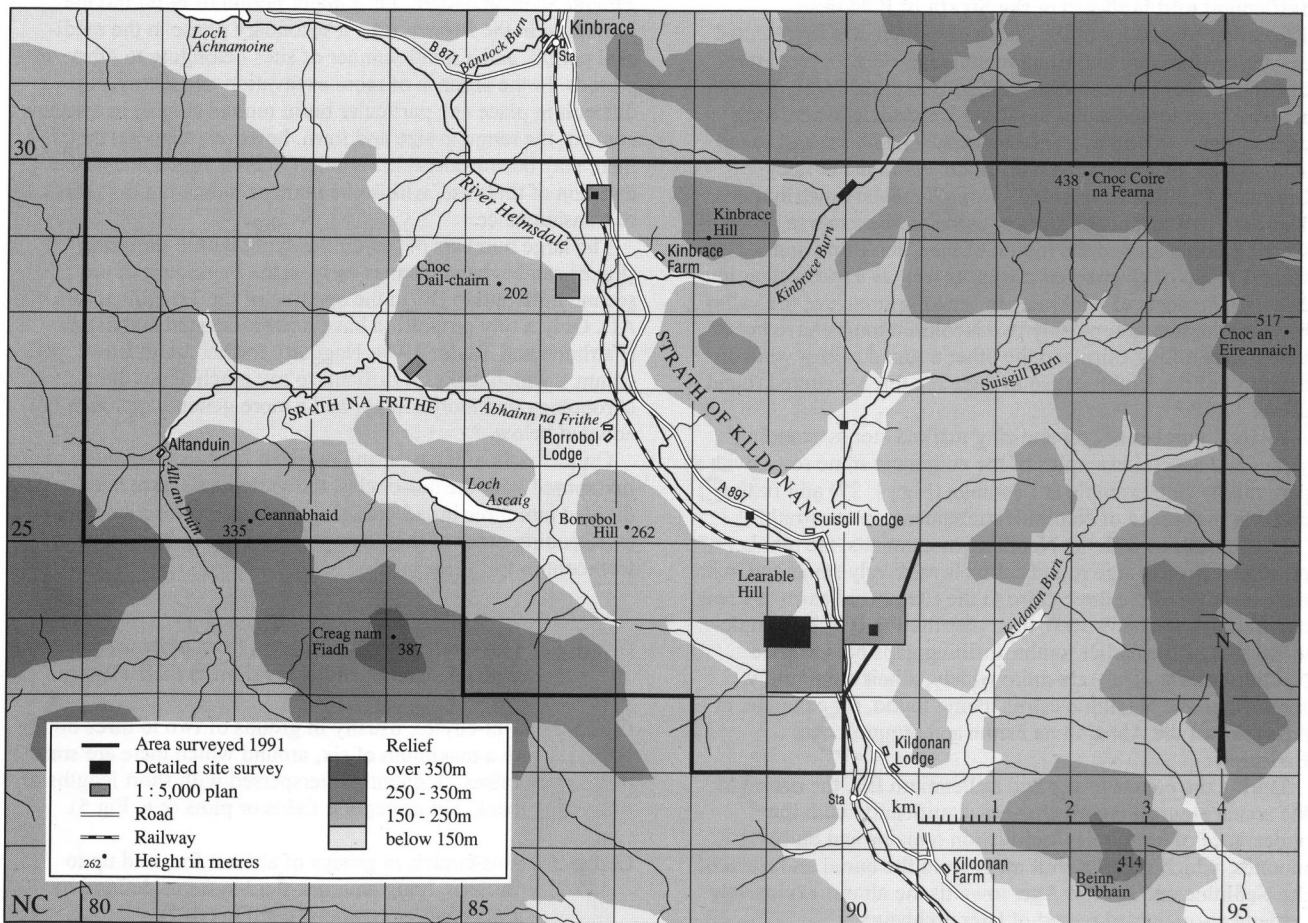 Loch
Achnamoine
B 871
Bannock Burn
Kinbrace
Sta
30
River Helmsdale
438
Cnoc Coire
na Fearna
Kinbrace
Hill
Kinbrace
Farm
Kinbrace Burn
Cnoc
Dail-chairn
202
517
Cnoc an
Eireannaich
STRATH OF KILDONAN
Suisgill Burn
SRATH NA FRITHE
Abhainn na Frithe
Borrobol
Lodge
Altanduin
Allt an Duin
Loch
Ascaig
A 897
Suisgill Lodge
335
Ceannabhaid
Borrobol
Hill
262
25
Learable
Hill
Kildonan Burn
Creag nam
Fiadh
387
N
Area surveyed 1991
Detailed site survey
1 : 5,000 plan
Road
Railway
262 Height in metres
Relief
over 350m
250 - 350m
150 - 250m
below 150m
Kildonan
Lodge
Sta
km
1
2
3
4
Kildonan
Farm
414
Beinn
Dubhain
NC
80
85
90
95